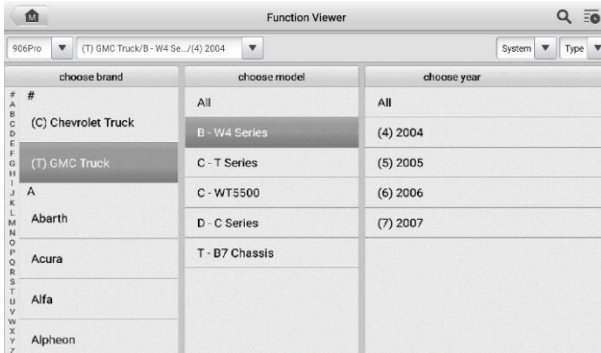 M
Function Viewer
906Pro
(T) GMC Truck/B - W4 Se.../(4) 2004
System
Type
choose brand
choose model
choose year
#
A
B
C
D
E
F
G
H
I
J
K
L
M
N
O
P
Q
R
S
T
U
V
W
X
Y
Z
#
(C) Chevrolet Truck
(T) GMC Truck
A
Abarth
Acura
Alfa
Alpheon
All
B - W4 Series
C - T Series
C - WT5500
D - C Series
T - B7 Chassis
All
(4) 2004
(5) 2005
(6) 2006
(7) 2007